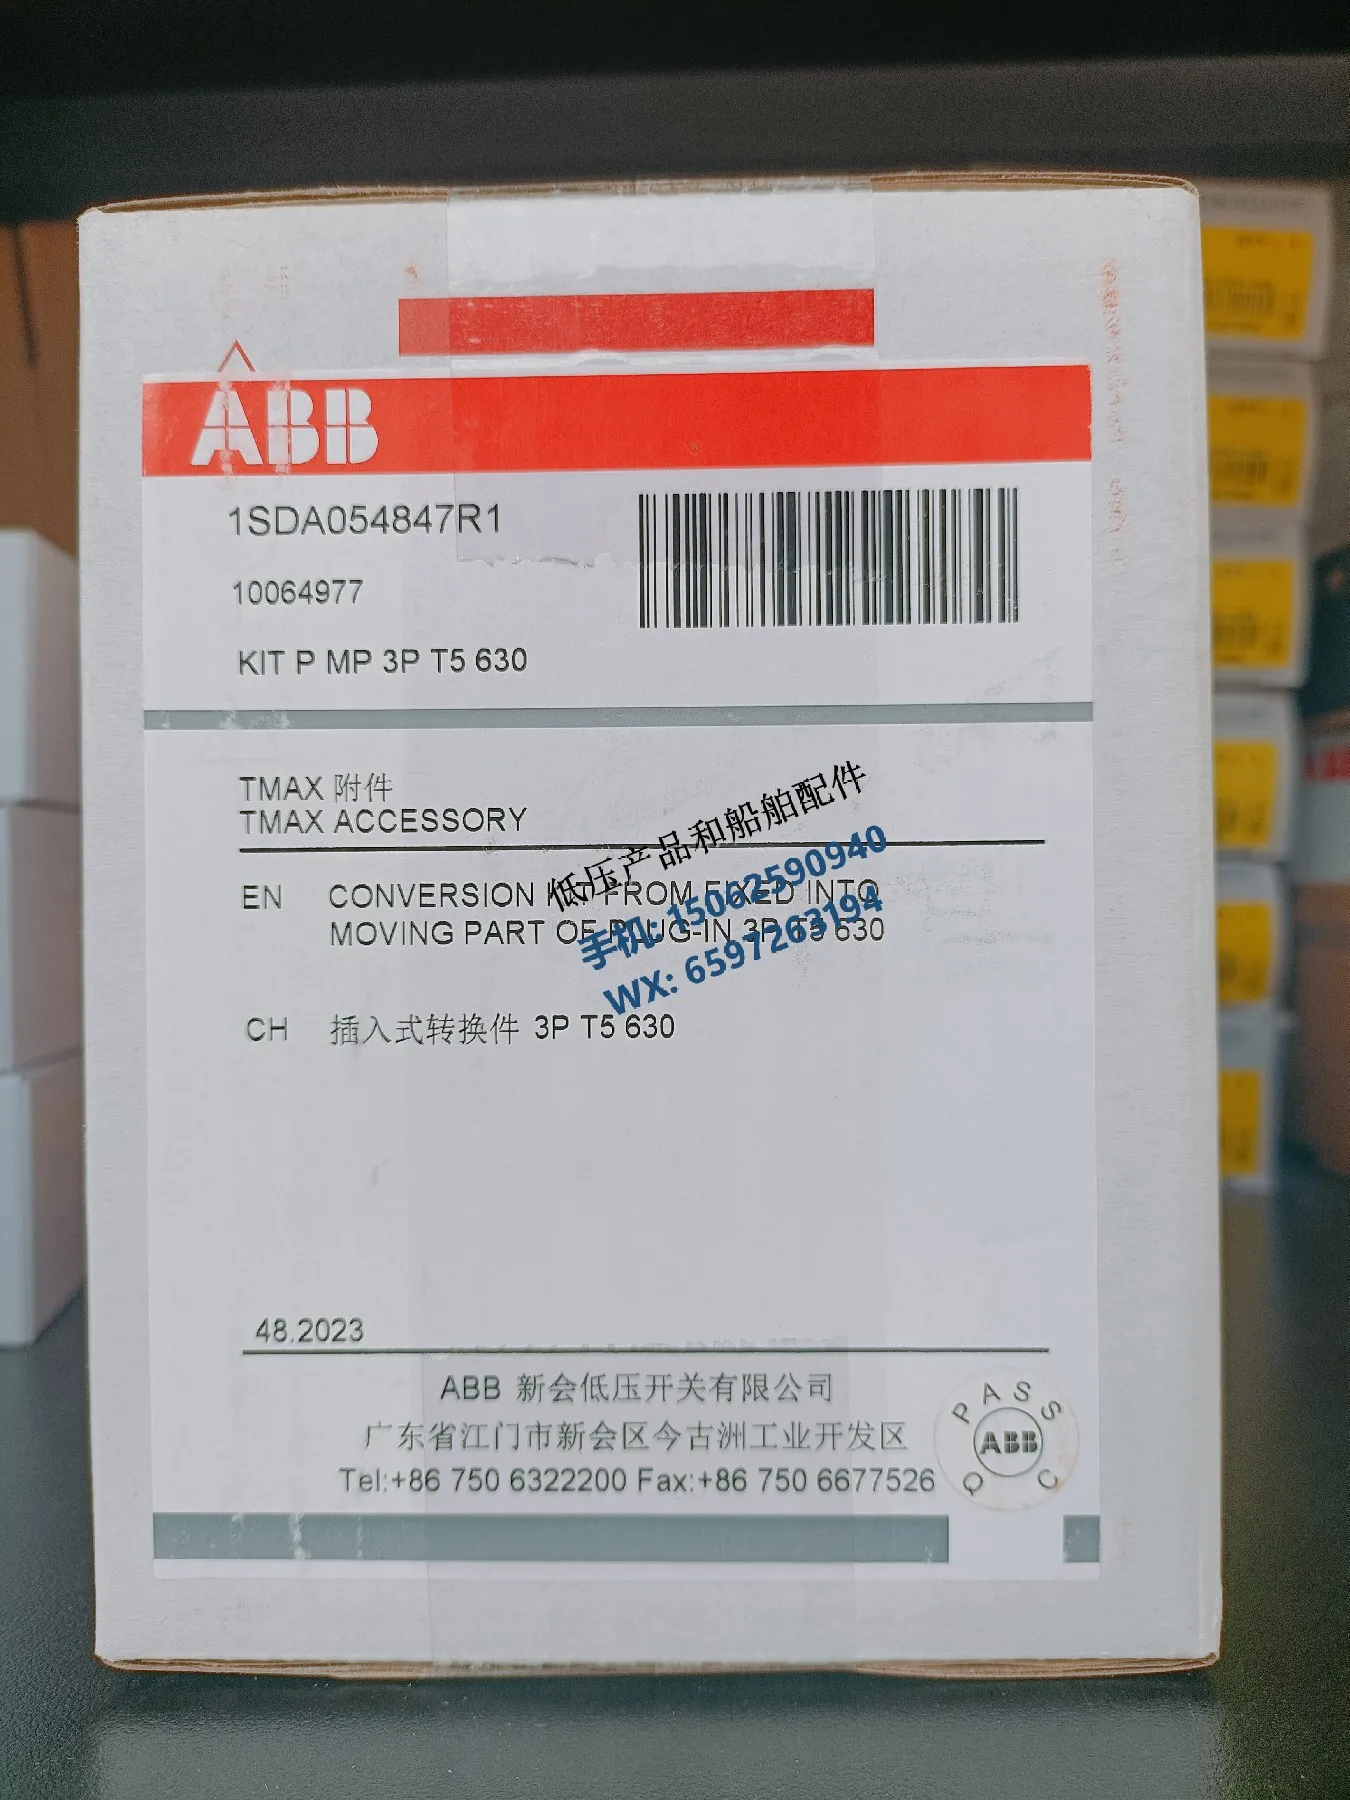 ABB
1SDA054847R1
10064977
KIT P MP 3P T5 630
TMAX 附件
TMAX ACCESSORY
低压产品和船舶配件
手机: 15062590940
WX: 6597263194
EN CONVERSION KIT FROM FIXED INTO
MOVING PART OF PLUG-IN 3P T5 630
CH 插入式转换件 3P T5 630
48.2023
ABB 新会低压开关有限公司
广东省江门市新会区今古洲工业开发区
Tel:+86 750 6322200 Fax:+86 750 6677526
PASS
ABB
QC